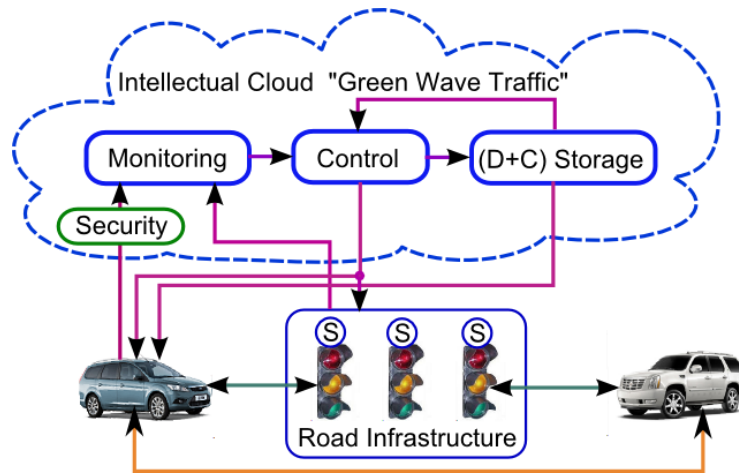 Intellectual Cloud "Green Wave Traffic"
Monitoring
Control
(D+C) Storage
Security
S
S
S
Road Infrastructure